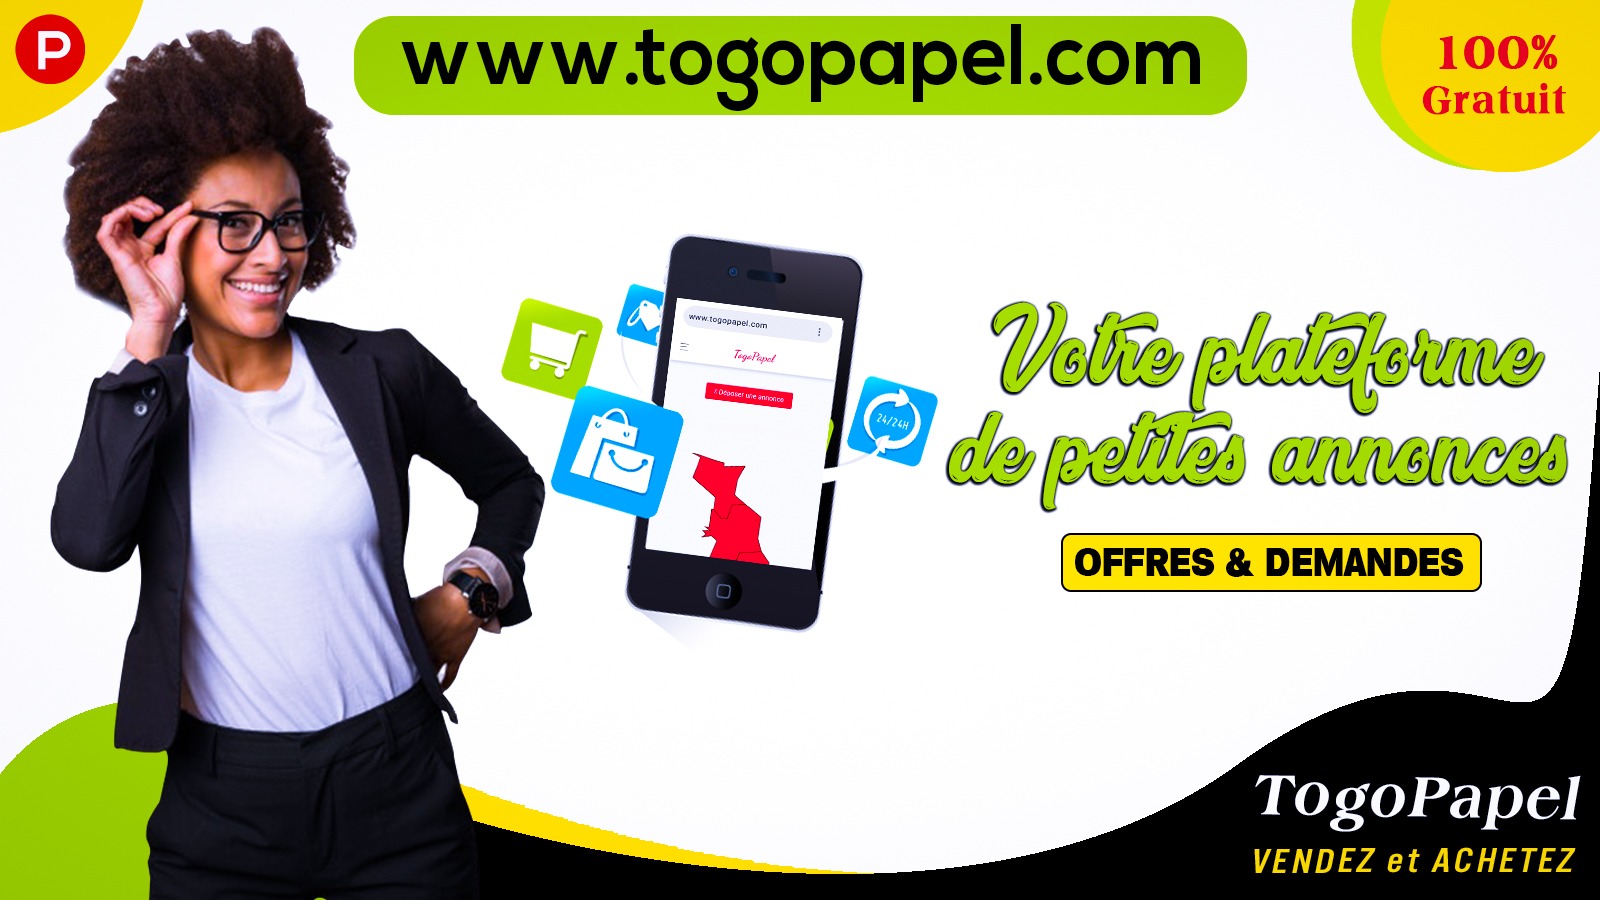 P
www.togopapel.com
100%
Gratuit
www.togopapel.com
TogoPapel
Déposer une annonce
24/24H
Votre plateforme
de petites annonces
OFFRES & DEMANDES
TogoPapel
VENDEZ et ACHETEZ